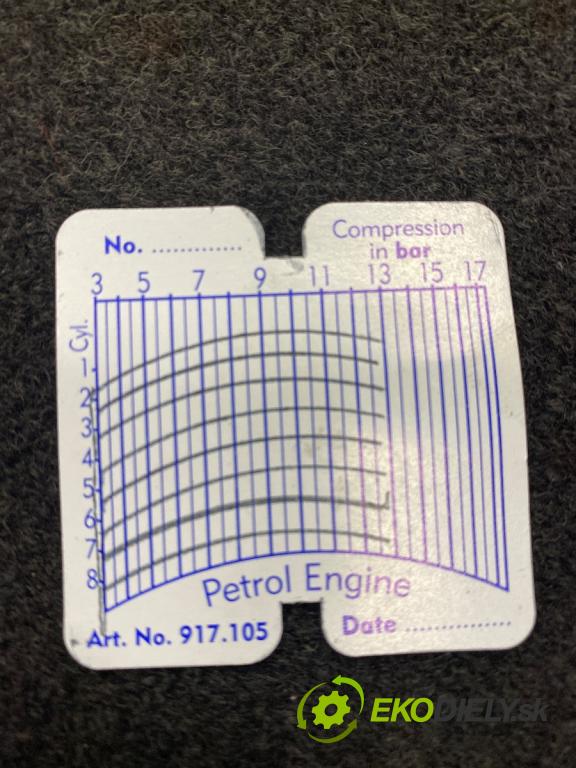 No. .............
Compression
in bar
3 5 7 9 11 13 15 17
Cyl.
1
2
3
4
5
6
7
8
Petrol Engine
Art. No. 917.105
Date ...............
EKODIELY.sk